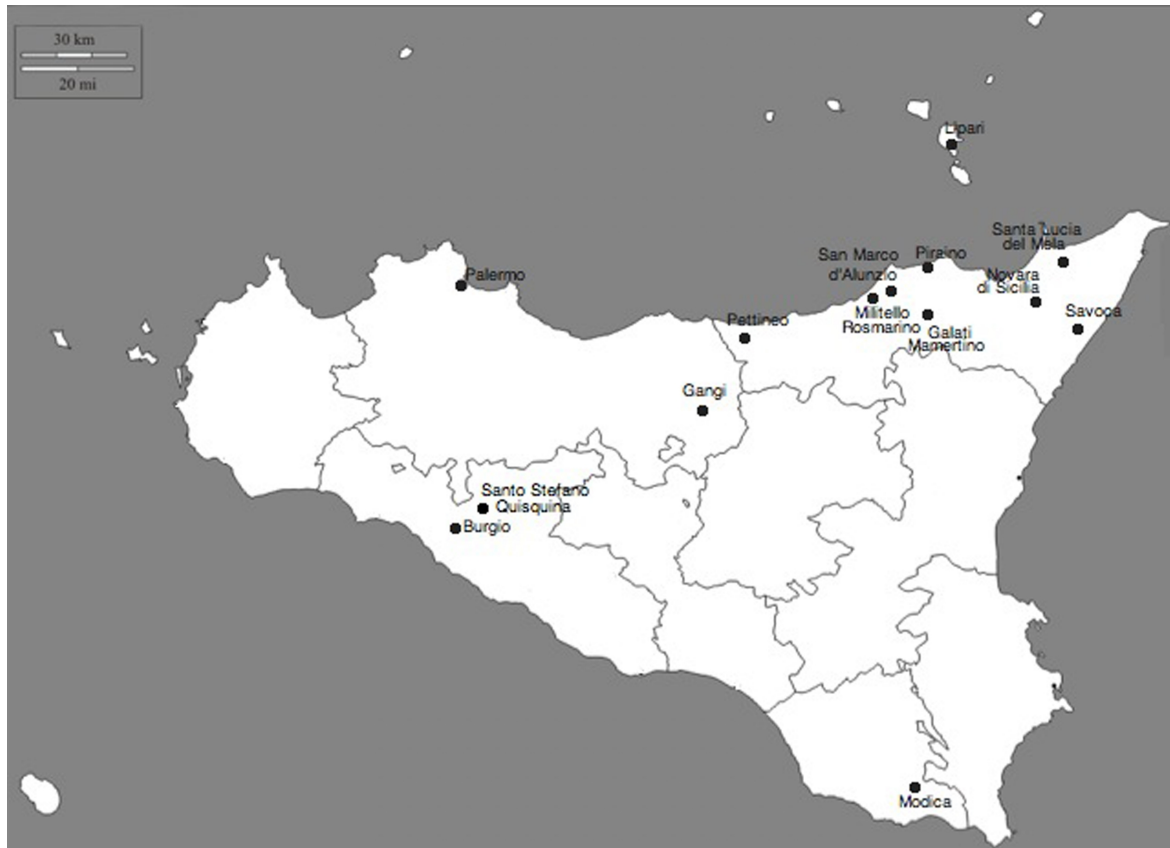 30 km
20 mi
Lipari
Santa Lucia
del Mela
San Marco
d'Alunzio
Piraino
Palermo
Novara
di Sicilia
Militello
Rosmarino
Savoca
Pettineo
Galati
Mamertino
Gangi
Santo Stefano
Quisquina
Burgio
Modica